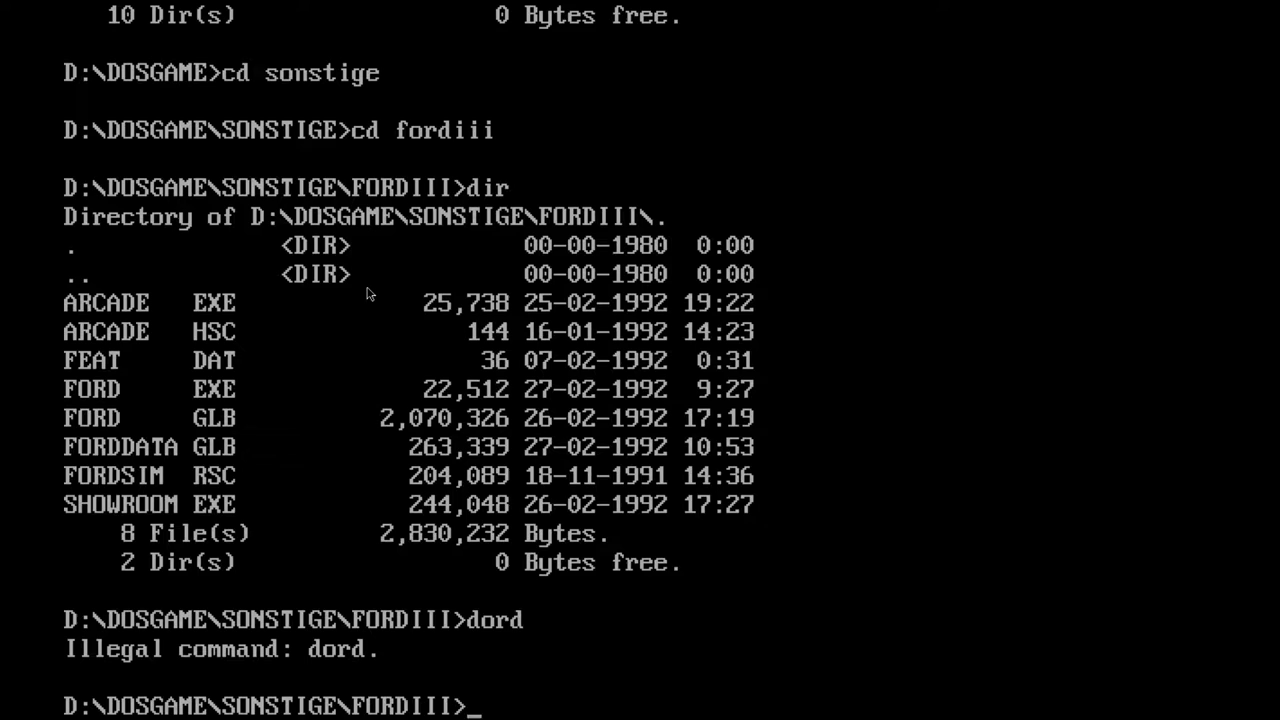 10 Dir(s) 0 Bytes free.
D:\DOSGAME>cd sonstige
D:\DOSGAME\SONSTIGE>cd fordiii
D:\DOSGAME\SONSTIGE\FORDIII>dir
Directory of D:\DOSGAME\SONSTIGE\FORDIII\.
. <DIR> 00-00-1980 0:00
.. <DIR> 00-00-1980 0:00
ARCADE EXE 25,738 25-02-1992 19:22
ARCADE HSC 144 16-01-1992 14:23
FEAT DAT 36 07-02-1992 0:31
FORD EXE 22,512 27-02-1992 9:27
FORD GLB 2,070,326 26-02-1992 17:19
FORDDATA GLB 263,339 27-02-1992 10:53
FORDSIM RSC 204,089 18-11-1991 14:36
SHOWROOM EXE 244,048 26-02-1992 17:27
8 File(s) 2,830,232 Bytes.
2 Dir(s) 0 Bytes free.
D:\DOSGAME\SONSTIGE\FORDIII>dord
Illegal command: dord.
D:\DOSGAME\SONSTIGE\FORDIII>_